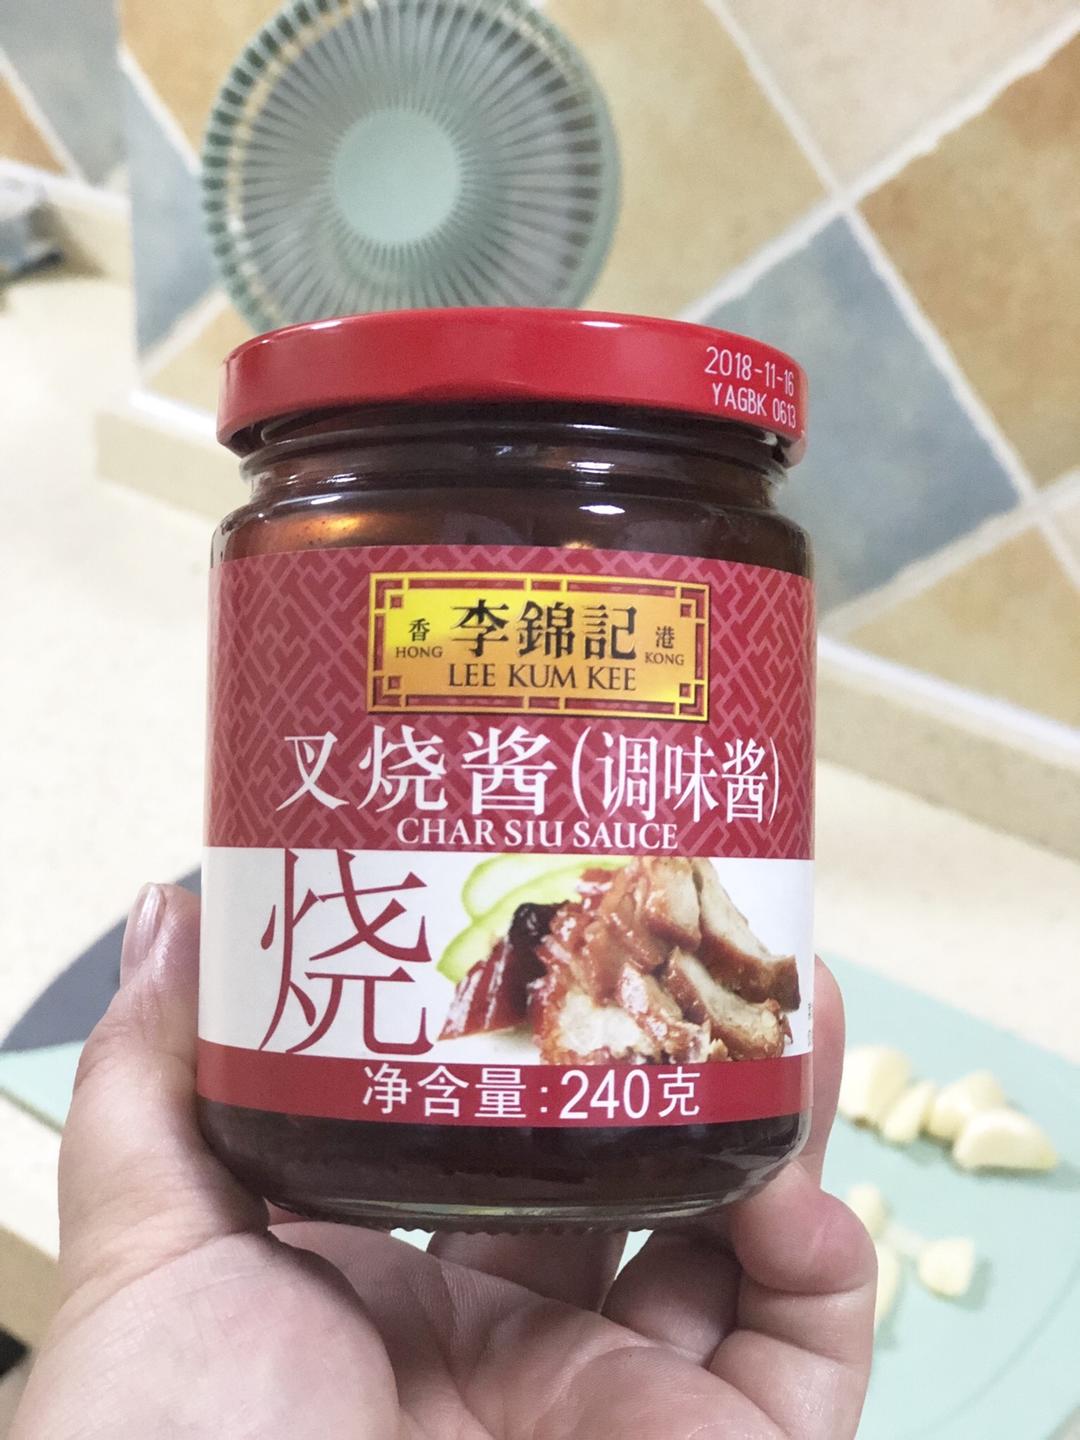 2018-11-16
YAGBK 0613
香 李錦記 港
HONG LEE KUM KEE KONG
叉烧酱(调味酱)
CHAR SIU SAUCE
烧
净含量:240克